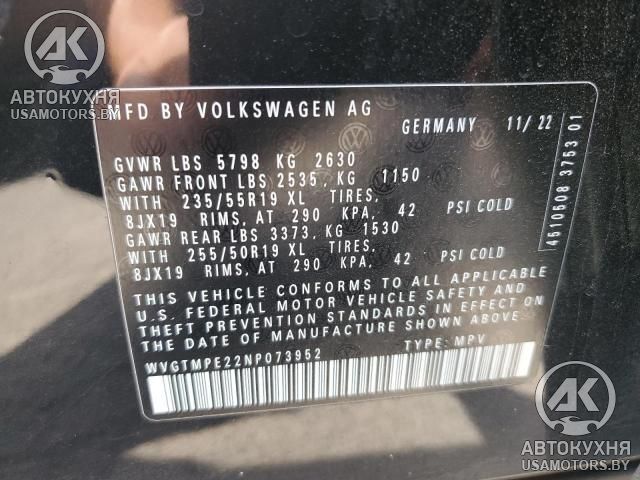 АК
АВТОКУХНЯ
USAMOTORS.BY
MFD BY VOLKSWAGEN AG
GERMANY 11/22
GVWR LBS 5798 KG 2630
GAWR FRONT LBS 2535, KG 1150
WITH 235/55R19 XL TIRES,
8JX19 RIMS, AT 290 KPA, 42 PSI COLD
GAWR REAR LBS 3373, KG 1530
WITH 255/50R19 XL TIRES,
8JX19 RIMS, AT 290 KPA, 42 PSI COLD
THIS VEHICLE CONFORMS TO ALL APPLICABLE
U.S. FEDERAL MOTOR VEHICLE SAFETY AND
THEFT PREVENTION STANDARDS IN EFFECT ON
THE DATE OF MANUFACTURE SHOWN ABOVE.
WVGTMPE22NP073952 TYPE: MPV
4510608 3753 01
АК
АВТОКУХНЯ
USAMOTORS.BY